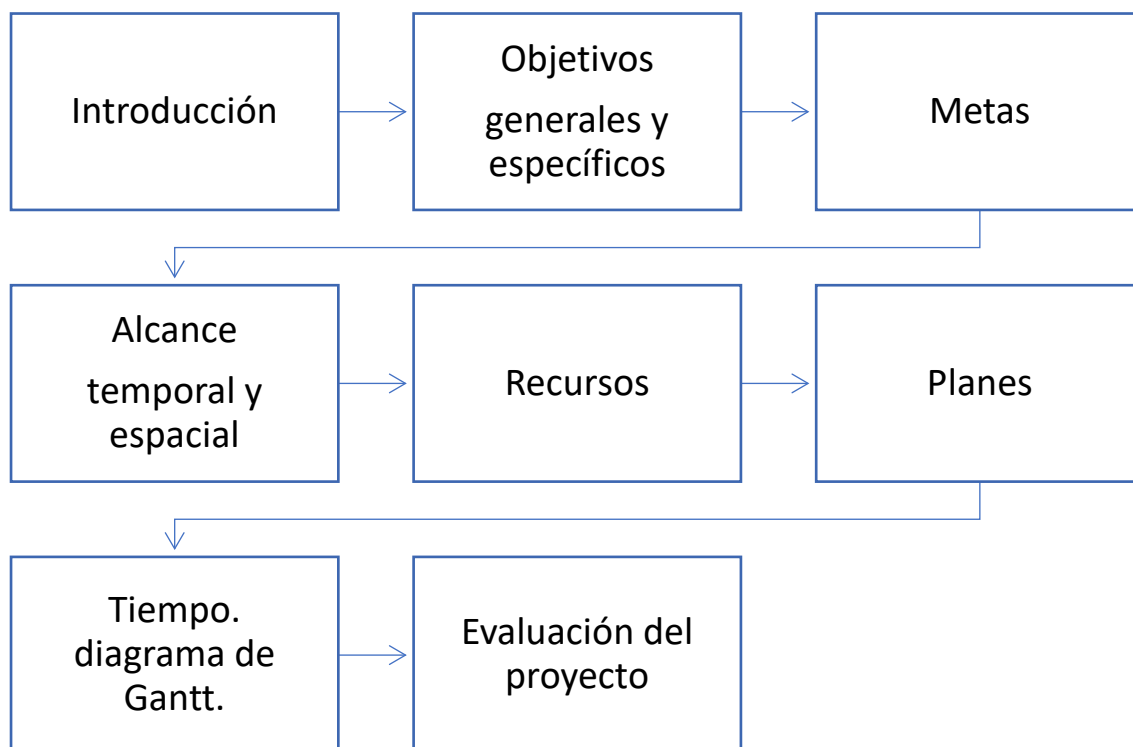 Introducción
Objetivos
generales y
específicos
Metas
Alcance
temporal y
espacial
Recursos
Planes
Tiempo.
diagrama de
Gantt.
Evaluación del
proyecto